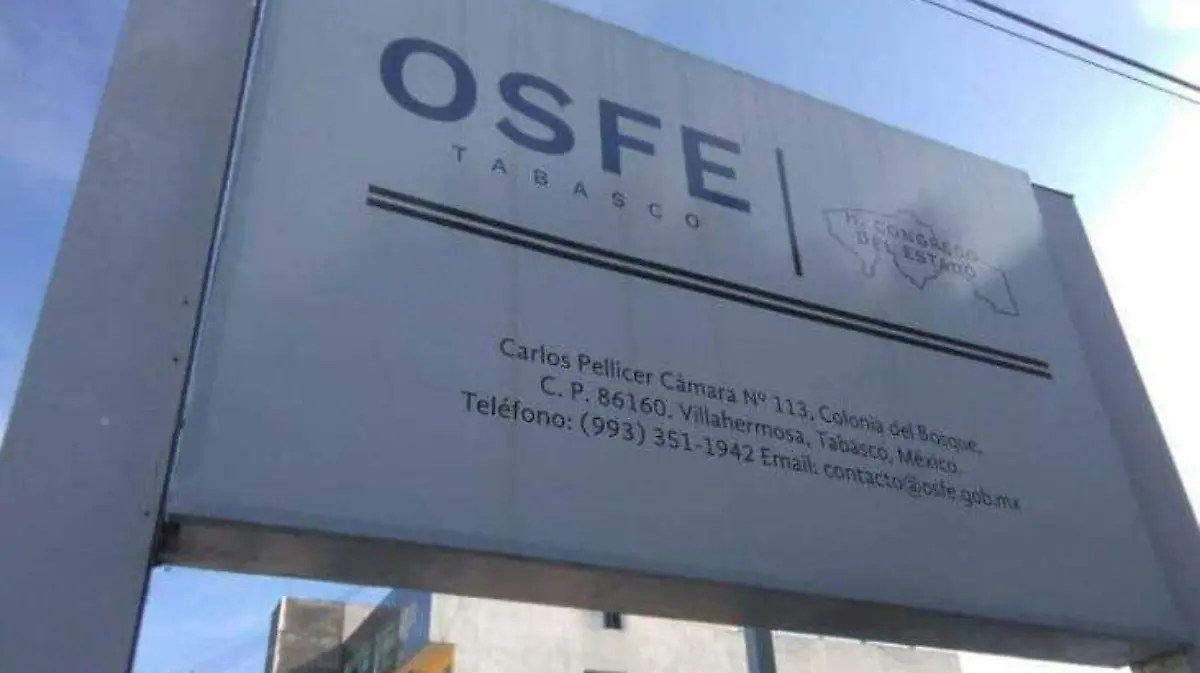 OSFE
TABASCO
H. CONGRESO
DEL ESTADO
Carlos Pellicer Cámara Nº 113, Colonia del Bosque,
C. P. 86160. Villahermosa, Tabasco, México.
Teléfono: (993) 351-1942 Email: contacto@osfe.gob.mx